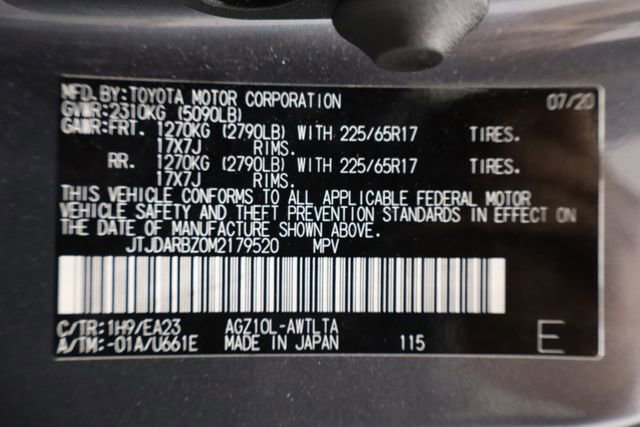 MFD. BY: TOYOTA MOTOR CORPORATION 07/20
GVWR: 2310KG (5090LB)
GAWR: FRT. 1270KG (2790LB) WITH 225/65R17 TIRES.
17X7J RIMS.
RR. 1270KG (2790LB) WITH 225/65R17 TIRES.
17X7J RIMS.
THIS VEHICLE CONFORMS TO ALL APPLICABLE FEDERAL MOTOR
VEHICLE SAFETY AND THEFT PREVENTION STANDARDS IN EFFECT ON
THE DATE OF MANUFACTURE SHOWN ABOVE.
JTJDARBZ0M2179520 MPV
C/TR: 1H9/EA23 AGZ10L-AWTLTA
A/TM: -01A/U661E MADE IN JAPAN 115 E